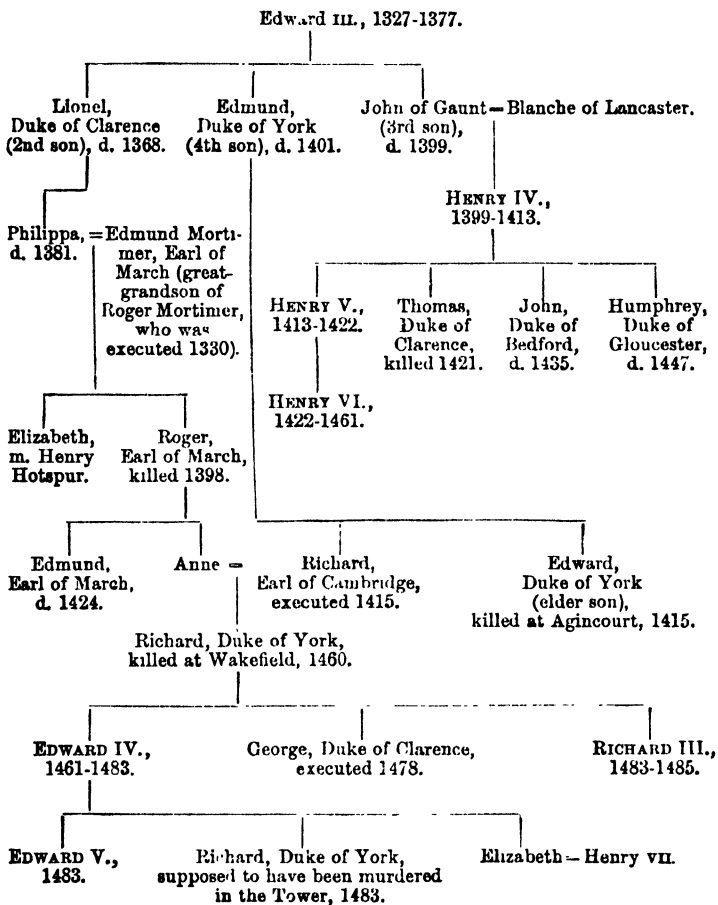 Edward III., 1327-1377.
Lionel,
Duke of Clarence
(2nd son), d. 1368.
Edmund,
Duke of York
(4th son), d. 1401.
John of Gaunt = Blanche of Lancaster.
(3rd son),
d. 1399.
HENRY IV.,
1399-1413.
Philippa,
d. 1381.
= Edmund Morti-
mer, Earl of
March (great-
grandson of
Roger Mortimer,
who was
executed 1330).
HENRY V.,
1413-1422.
Thomas,
Duke of
Clarence,
killed 1421.
John,
Duke of
Bedford,
d. 1435.
Humphrey,
Duke of
Gloucester,
d. 1447.
HENRY VI.,
1422-1461.
Elizabeth,
m. Henry
Hotspur.
Roger,
Earl of March,
killed 1398.
Edmund,
Earl of March,
d. 1424.
Anne =
Richard,
Earl of Cambridge,
executed 1415.
Edward,
Duke of York
(elder son),
killed at Agincourt, 1415.
Richard, Duke of York,
killed at Wakefield, 1460.
EDWARD IV.,
1461-1483.
George, Duke of Clarence,
executed 1478.
RICHARD III.,
1483-1485.
EDWARD V.,
1483.
Richard, Duke of York,
supposed to have been murdered
in the Tower, 1483.
Elizabeth = Henry VII.